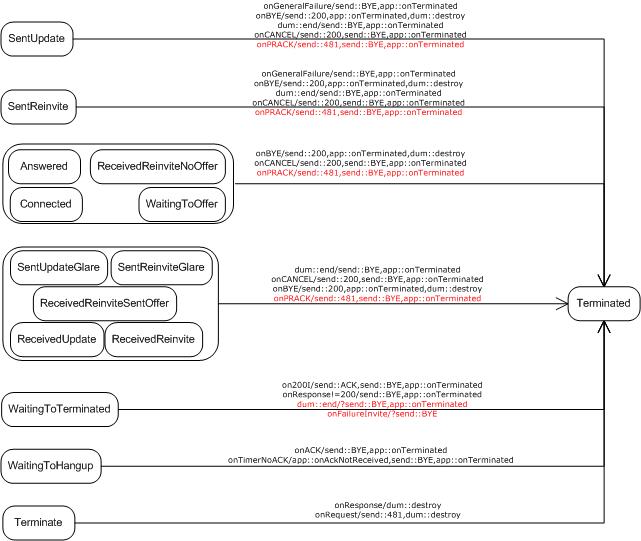 onGeneralFailure/send::BYE,app::onTerminated
onBYE/send::200,app::onTerminated,dum::destroy
dum::end/send::BYE,app::onTerminated
onCANCEL/send::200,send::BYE,app::onTerminated
onPRACK/send::481,send::BYE,app::onTerminated
SentUpdate
onGeneralFailure/send::BYE,app::onTerminated
onBYE/send::200,app::onTerminated,dum::destroy
dum::end/send::BYE,app::onTerminated
onCANCEL/send::200,send::BYE,app::onTerminated
onPRACK/send::481,send::BYE,app::onTerminated
SentReinvite
onBYE/send::200,app::onTerminated,dum::destroy
onCANCEL/send::200,send::BYE,app::onTerminated
onPRACK/send::481,send::BYE,app::onTerminated
Answered
ReceivedReinviteNoOffer
Connected
WaitingToOffer
SentUpdateGlare
SentReinviteGlare
ReceivedReinviteSentOffer
ReceivedUpdate
ReceivedReinvite
dum::end/send::BYE,app::onTerminated
onCANCEL/send::200,send::BYE,app::onTerminated
onBYE/send::200,app::onTerminated,dum::destroy
onPRACK/send::481,send::BYE,app::onTerminated
Terminated
on200I/send::ACK,send::BYE,app::onTerminated
onResponse!=200/send::BYE,app::onTerminated
dum::end/?send::BYE,app::onTerminated
onFailureInvite/?send::BYE
WaitingToTerminated
onACK/send::BYE,app::onTerminated
onTimerNoACK/app::onAckNotReceived,send::BYE,app::onTerminated
WaitingToHangup
onResponse/dum::destroy
onRequest/send::481,dum::destroy
Terminate